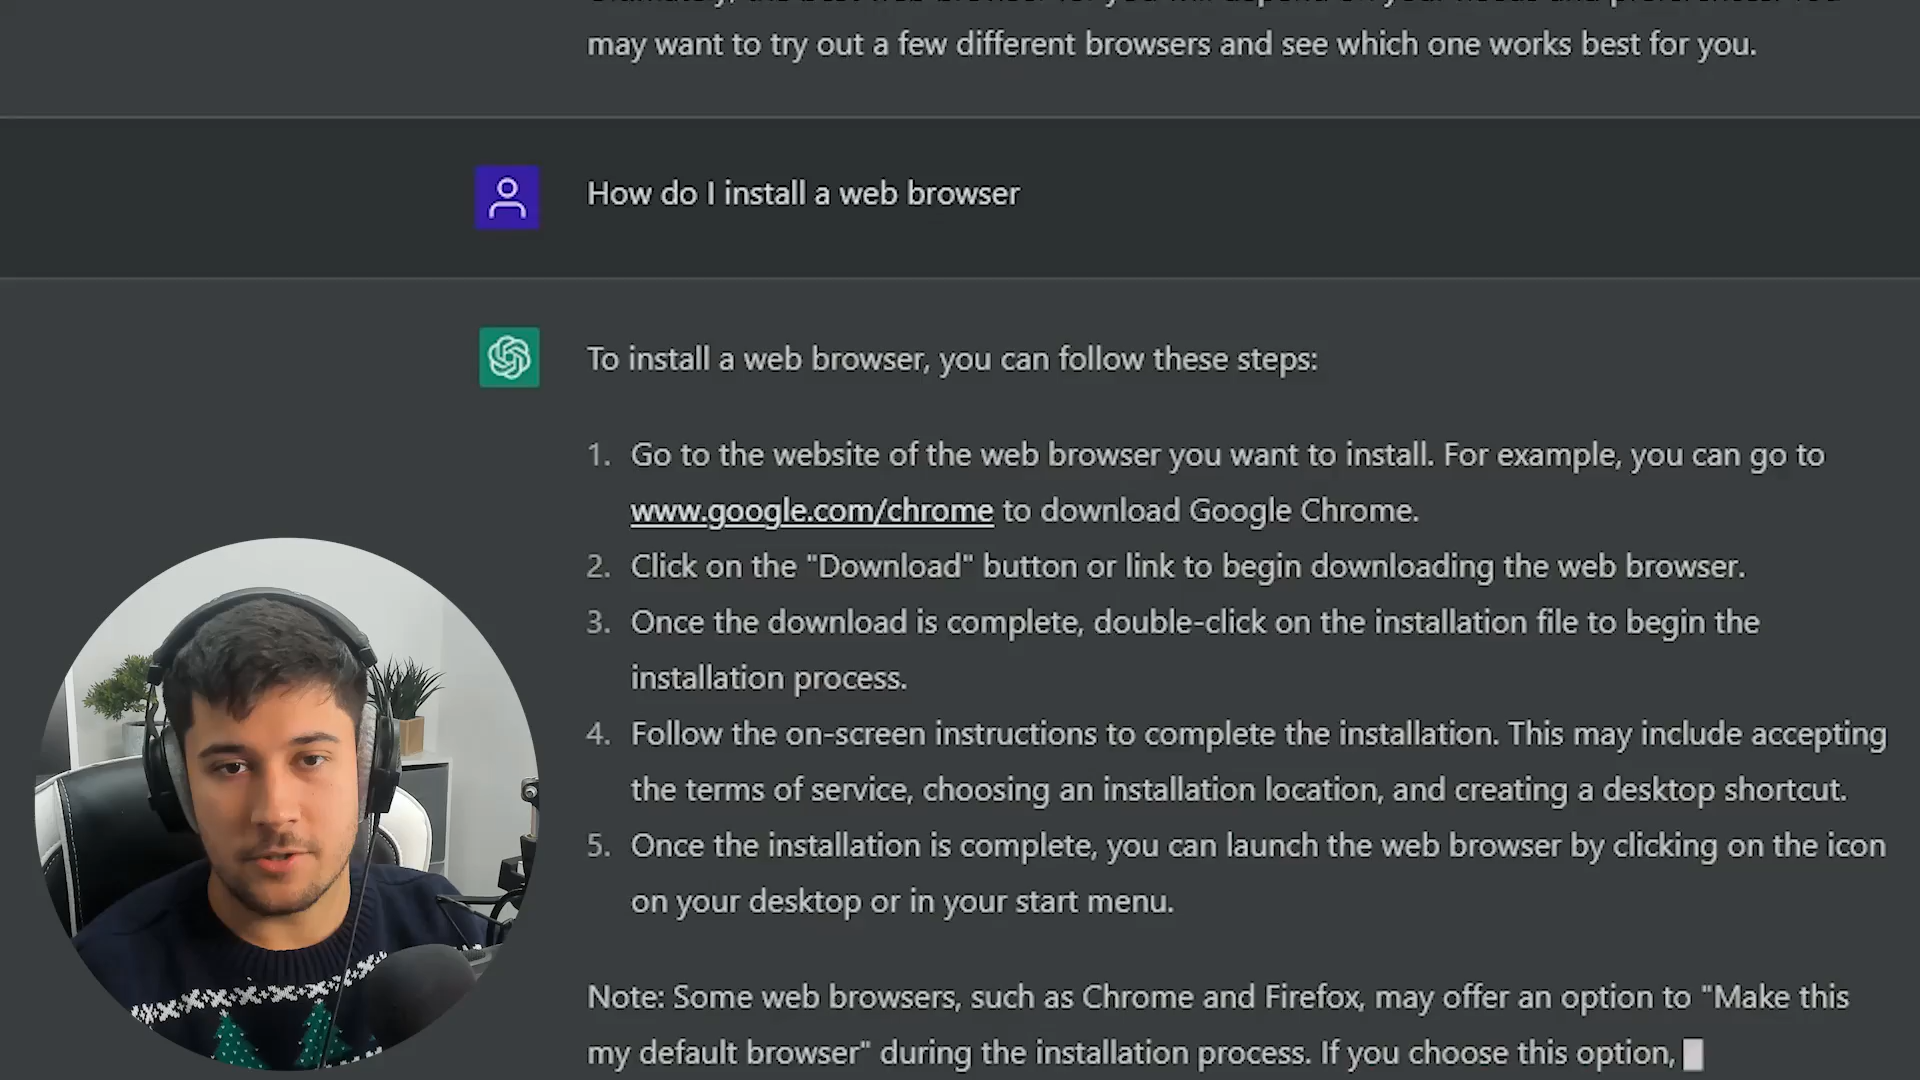 may want to try out a few different browsers and see which one works best for you.
How do I install a web browser
To install a web browser, you can follow these steps:
1. Go to the website of the web browser you want to install. For example, you can go to
www.google.com/chrome to download Google Chrome.
2. Click on the "Download" button or link to begin downloading the web browser.
3. Once the download is complete, double-click on the installation file to begin the
installation process.
4. Follow the on-screen instructions to complete the installation. This may include accepting
the terms of service, choosing an installation location, and creating a desktop shortcut.
5. Once the installation is complete, you can launch the web browser by clicking on the icon
on your desktop or in your start menu.
Note: Some web browsers, such as Chrome and Firefox, may offer an option to "Make this
my default browser" during the installation process. If you choose this option,